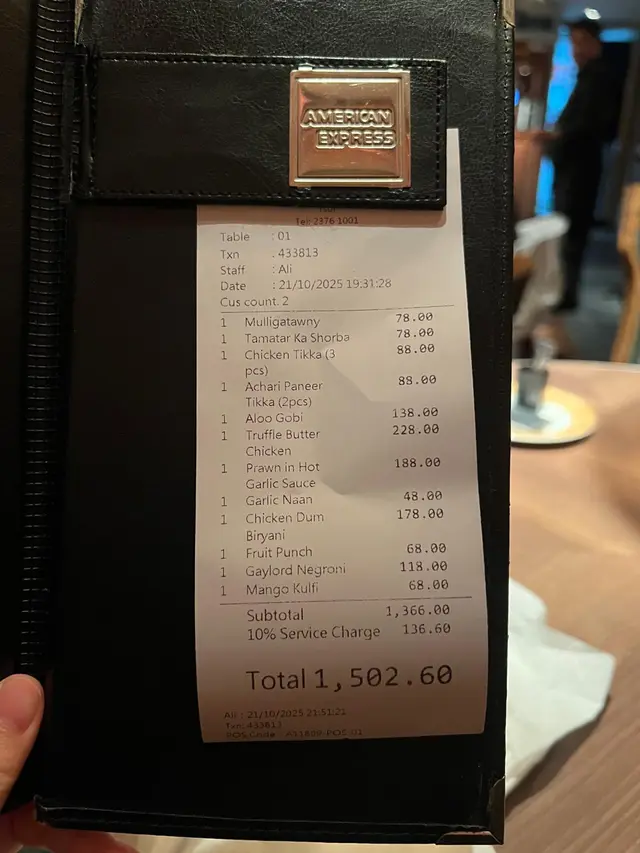 AMERICAN
EXPRESS
Tel: 2376 1001
Table : 01
Txn : 433813
Staff : Ali
Date : 21/10/2025 19:31:28
Cus count. 2
1 Mulligatawny 78.00
1 Tamatar Ka Shorba 78.00
1 Chicken Tikka (3 88.00
pcs)
1 Achari Paneer 88.00
Tikka (2pcs)
1 Aloo Gobi 138.00
1 Truffle Butter 228.00
Chicken
1 Prawn in Hot 188.00
Garlic Sauce
1 Garlic Naan 48.00
1 Chicken Dum 178.00
Biryani
1 Fruit Punch 68.00
1 Gaylord Negroni 118.00
1 Mango Kulfi 68.00
Subtotal 1,366.00
10% Service Charge 136.60
Total 1,502.60
Ali : 21/10/2025 21:51:21
Txn: 433813
POS Code :